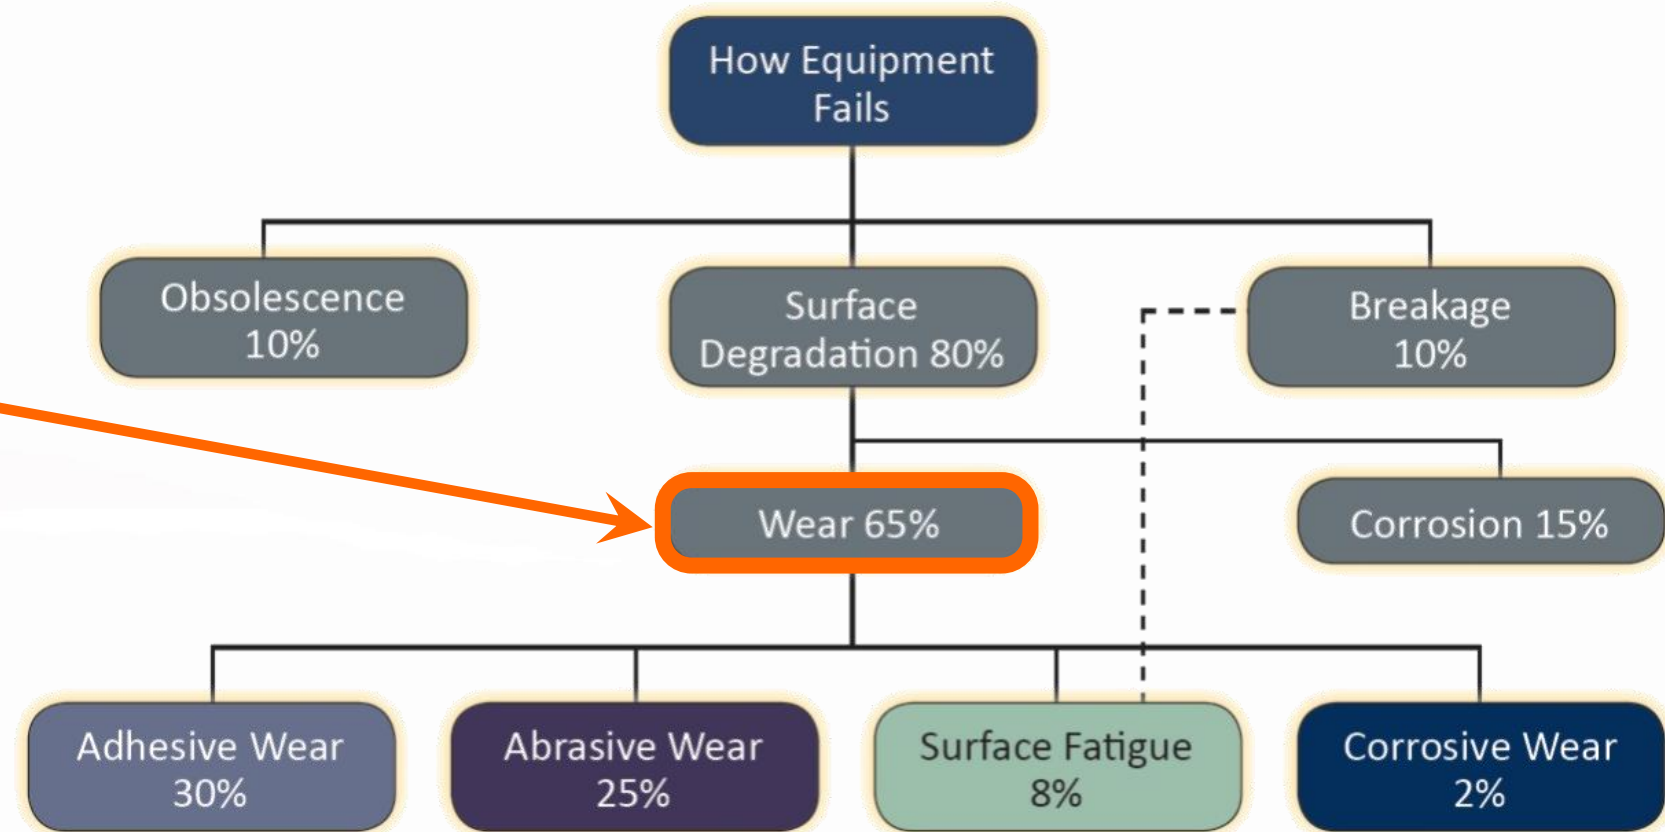 How Equipment
Fails
Obsolescence
10%
Surface
Degradation 80%
Breakage
10%
Wear 65%
Corrosion 15%
Adhesive Wear
30%
Abrasive Wear
25%
Surface Fatigue
8%
Corrosive Wear
2%